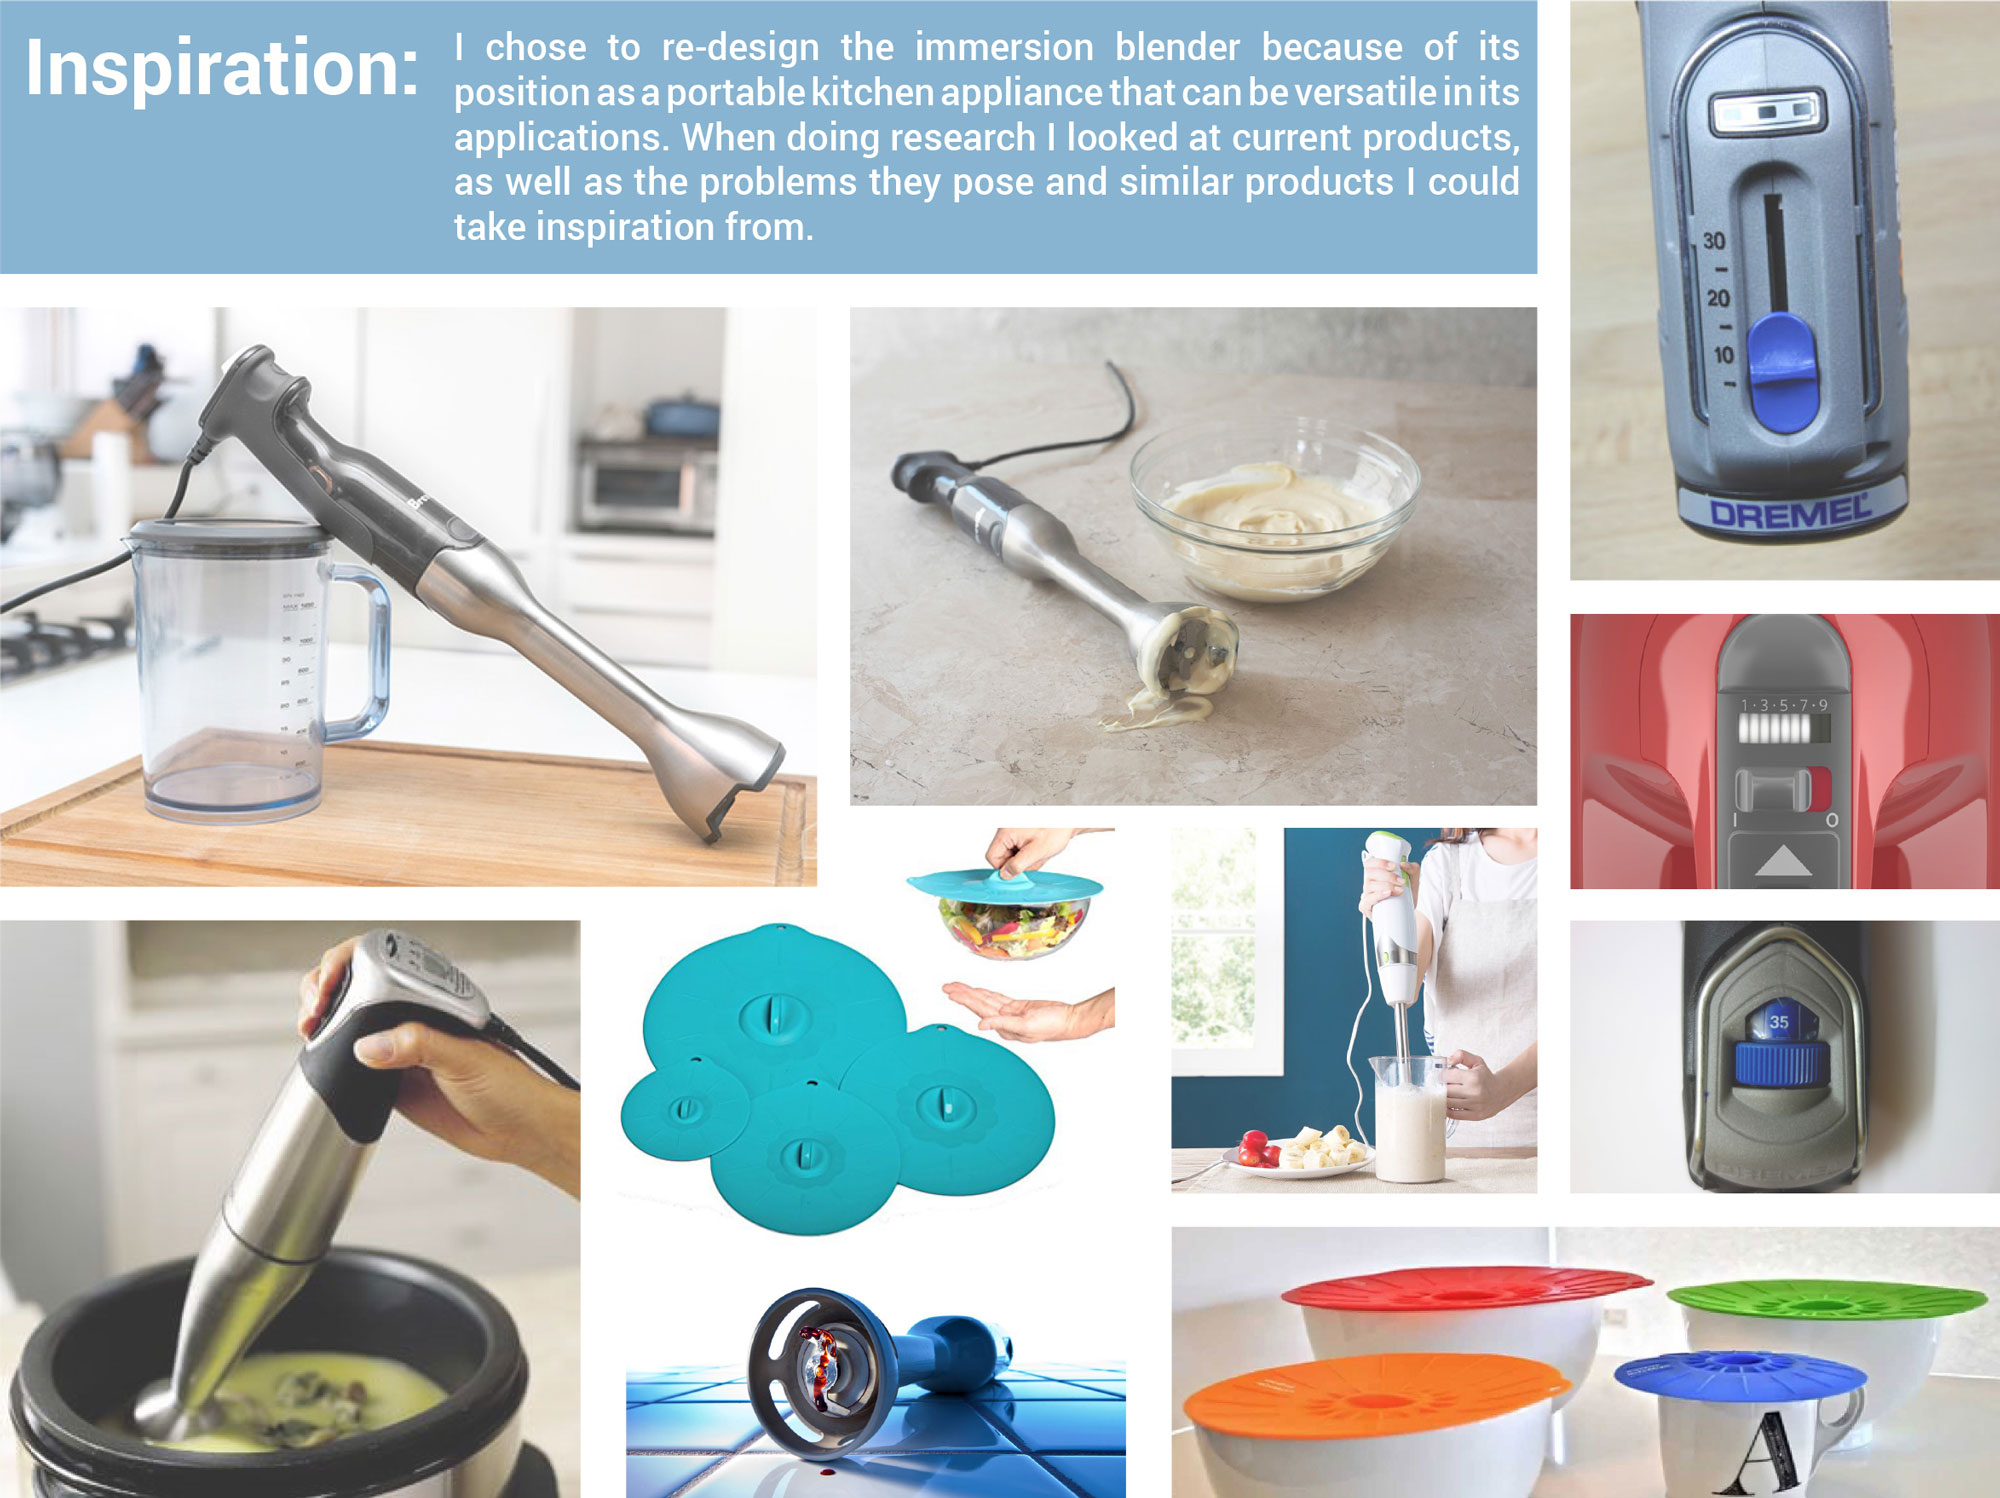 Inspiration:
I chose to re-design the immersion blender because of its
position as a portable kitchen appliance that can be versatile in its
applications. When doing research I looked at current products,
as well as the problems they pose and similar products I could
take inspiration from.
30
20
10
DREMEL
1·3·5·7·9
I O
35
A